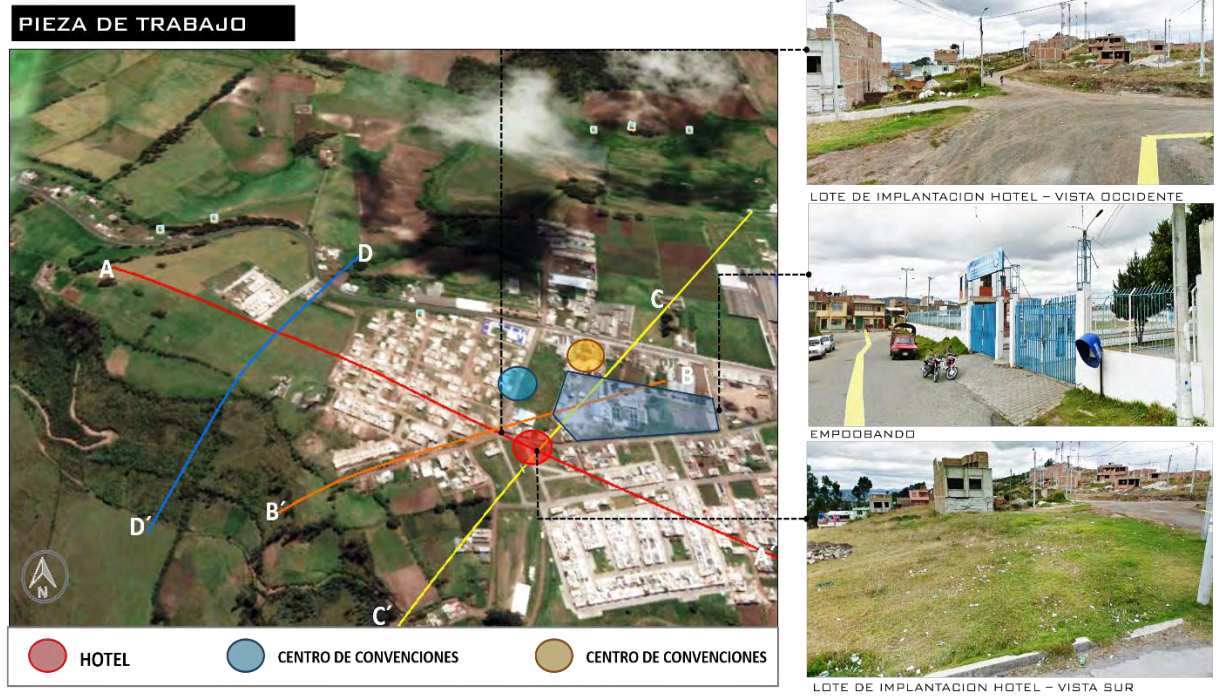 PIEZA DE TRABAJO
A
D
C
B
D´
B´
C´
A´
N
HOTEL
CENTRO DE CONVENCIONES
CENTRO DE CONVENCIONES
LOTE DE IMPLANTACION HOTEL – VISTA OCCIDENTE
EMPOOBANDO
LOTE DE IMPLANTACION HOTEL – VISTA SUR